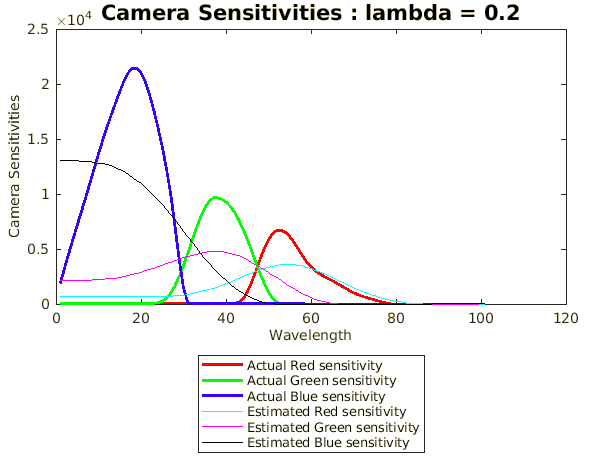 Camera Sensitivities : lambda = 0.2
×10⁴
2.5
2
1.5
1
0.5
0
Camera Sensitivities
0 20 40 60 80 100 120
Wavelength
Actual Red sensitivity
Actual Green sensitivity
Actual Blue sensitivity
Estimated Red sensitivity
Estimated Green sensitivity
Estimated Blue sensitivity